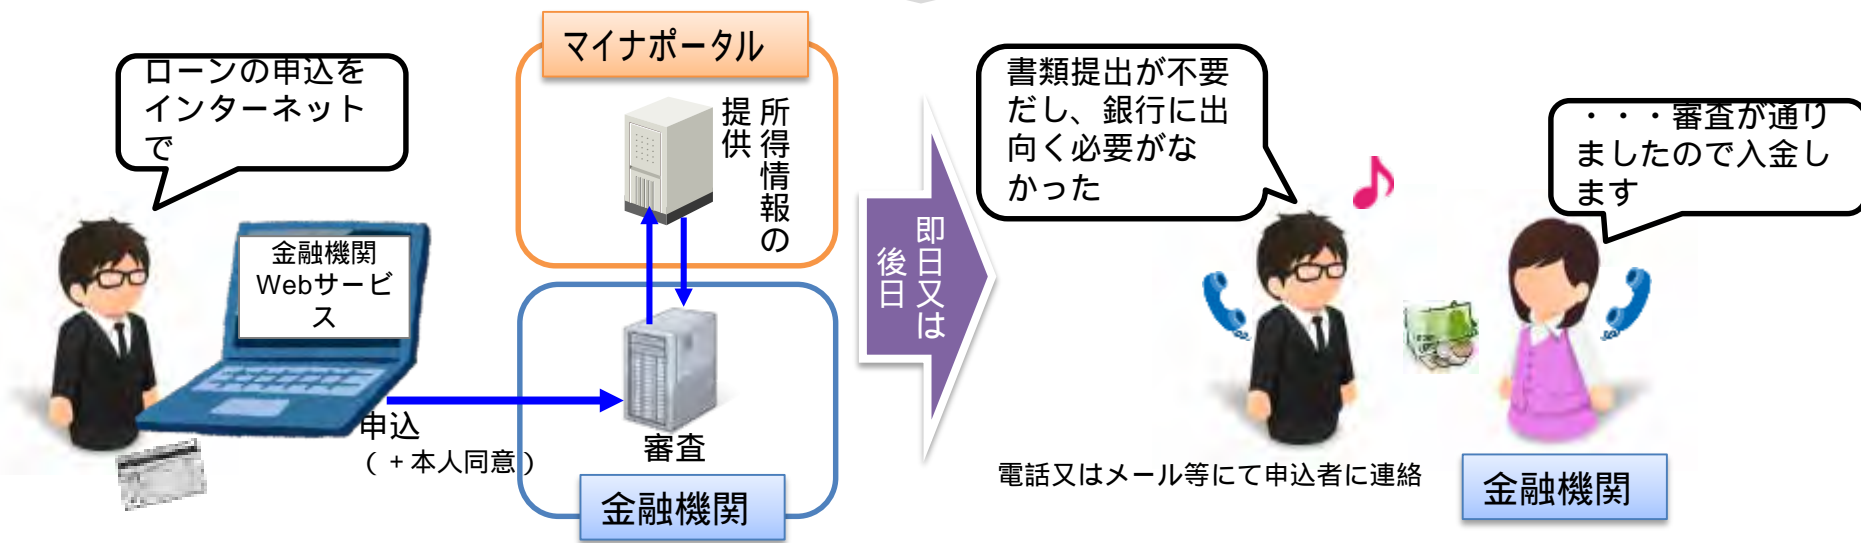 ローンの申込を
インターネット
で
金融機関
Webサービ
ス
申込
（＋本人同意）
マイナポータル
所得情報の
提供
審査
金融機関
即日又は
後日
書類提出が不要
だし、銀行に出
向く必要がな
かった
・・・審査が通り
ましたので入金し
ます
電話又はメール等にて申込者に連絡
金融機関